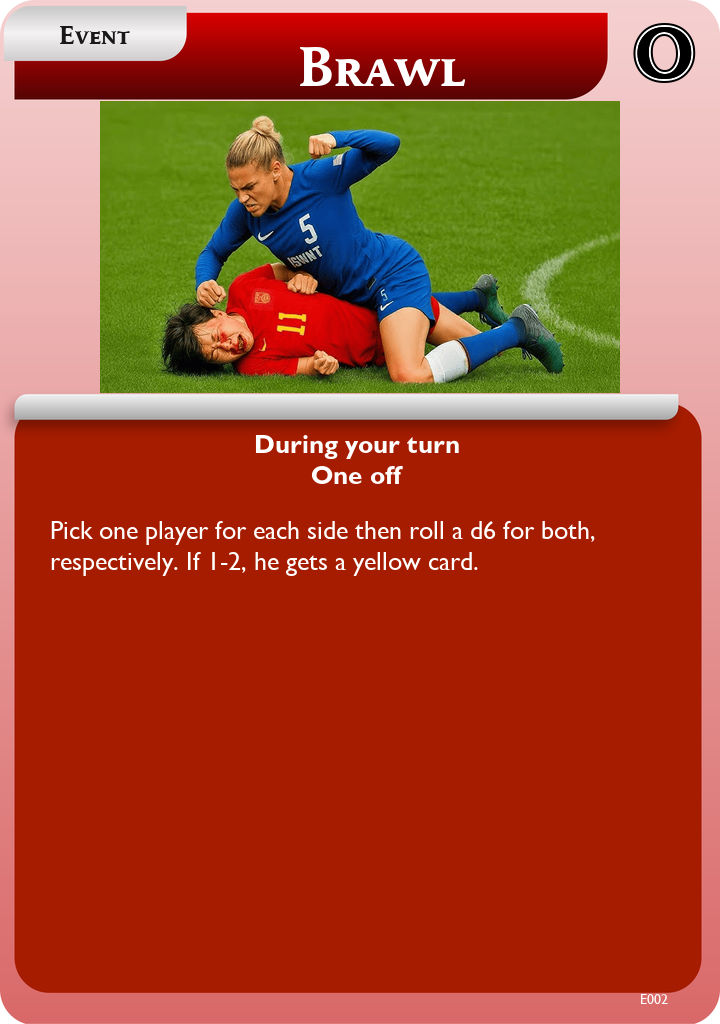 Event
Brawl
0
5
ISWNT
5
11
During your turn
One off
Pick one player for each side then roll a d6 for both,
respectively. If 1-2, he gets a yellow card.
E002